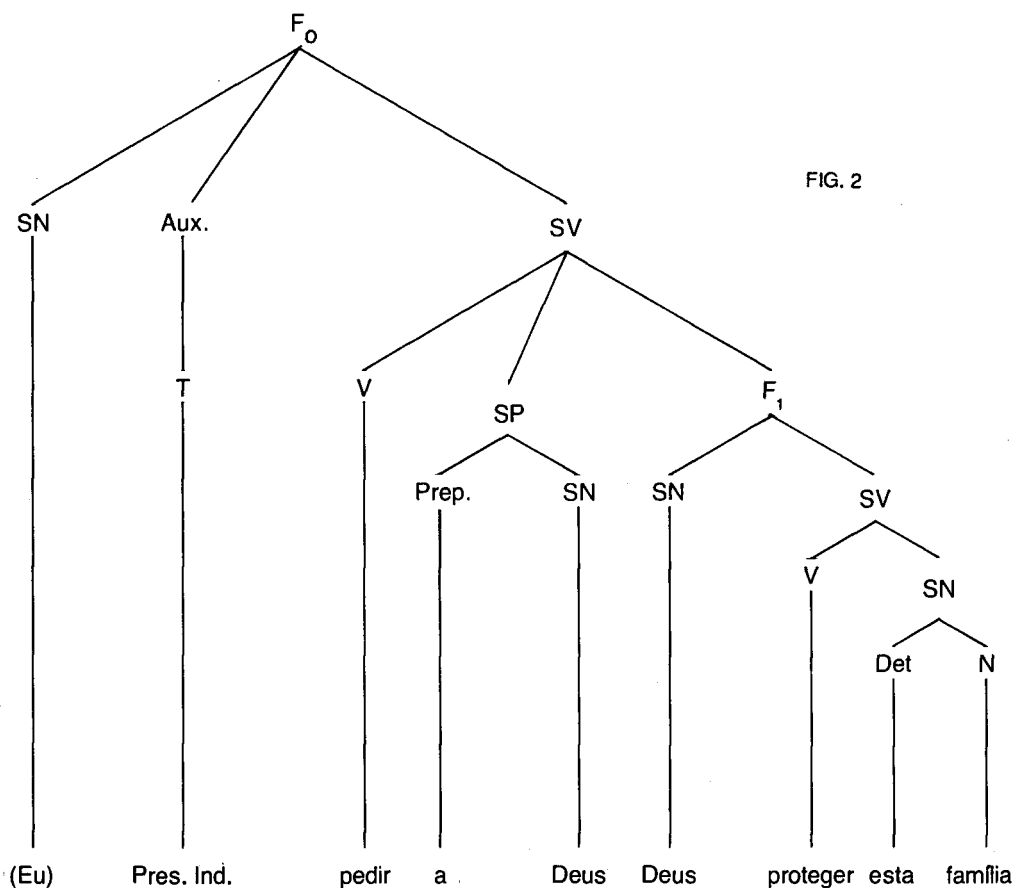 F₀
FIG. 2
SN Aux. SV
T V SP F₁
Prep. SN SN SV
V SN
Det N
(Eu) Pres. Ind. pedir a Deus Deus proteger esta família